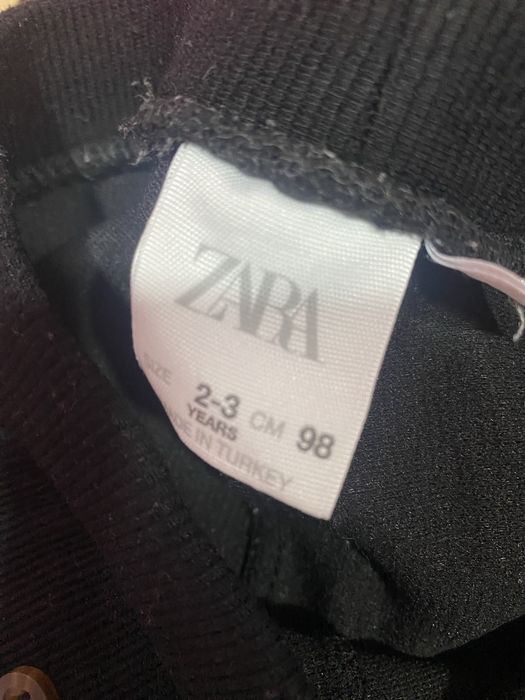 ZARA
SIZE 2-3 CM 98
YEARS
MADE IN TURKEY